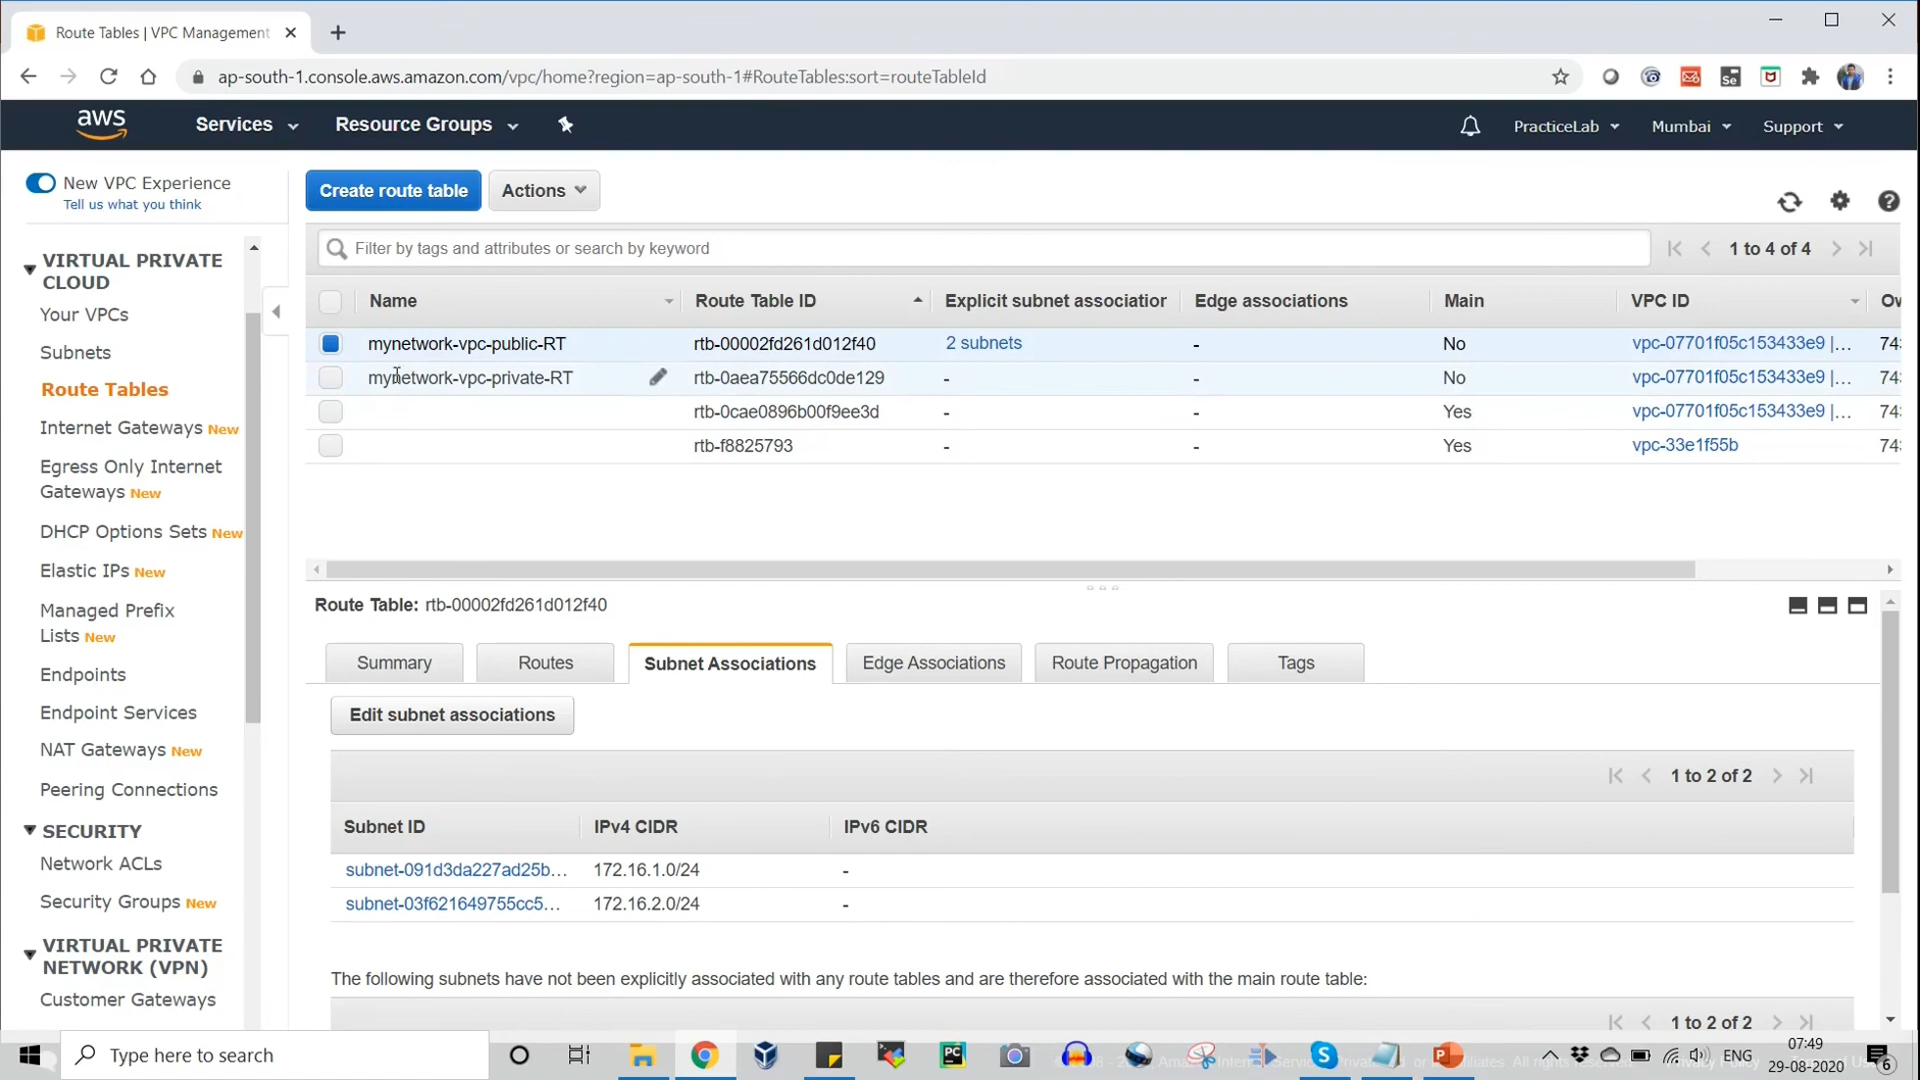 Route Tables | VPC Management
ap-south-1.console.aws.amazon.com/vpc/home?region=ap-south-1#RouteTables:sort=routeTableId
aws
Services
Resource Groups
PracticeLab
Mumbai
Support
New VPC Experience
Tell us what you think
VIRTUAL PRIVATE
CLOUD
Your VPCs
Subnets
Route Tables
Internet Gateways New
Egress Only Internet
Gateways New
DHCP Options Sets New
Elastic IPs New
Managed Prefix
Lists New
Endpoints
Endpoint Services
NAT Gateways New
Peering Connections
SECURITY
Network ACLs
Security Groups New
VIRTUAL PRIVATE
NETWORK (VPN)
Customer Gateways
Create route table
Actions
Filter by tags and attributes or search by keyword
1 to 4 of 4
Name Route Table ID Explicit subnet association Edge associations Main VPC ID Ow
mynetwork-vpc-public-RT rtb-00002fd261d012f40 2 subnets - No vpc-07701f05c153433e9 |... 743
mynetwork-vpc-private-RT rtb-0aea75566dc0de129 - - No vpc-07701f05c153433e9 |... 743
rtb-0cae0896b00f9ee3d - - Yes vpc-07701f05c153433e9 |... 743
rtb-f8825793 - - Yes vpc-33e1f55b 743
Route Table: rtb-00002fd261d012f40
Summary
Routes
Subnet Associations
Edge Associations
Route Propagation
Tags
Edit subnet associations
1 to 2 of 2
Subnet ID IPv4 CIDR IPv6 CIDR
subnet-091d3da227ad25b... 172.16.1.0/24 -
subnet-03f621649755cc5... 172.16.2.0/24 -
The following subnets have not been explicitly associated with any route tables and are therefore associated with the main route table:
1 to 2 of 2
Type here to search
ENG
07:49
29-08-2020
6